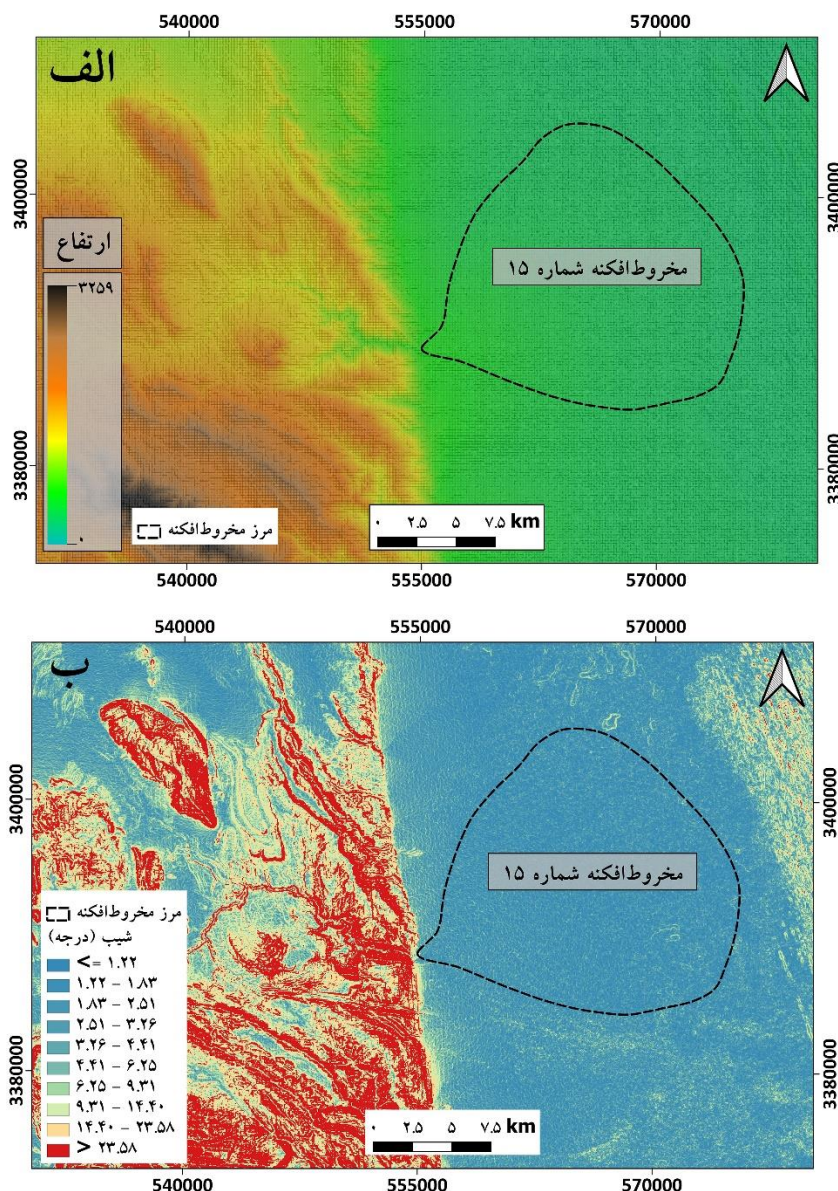 540000 555000 570000
الف
3400000 3400000
ارتفاع
۳۲۵۹
مخروط‌افکنه شماره ۱۵
3380000 3380000
۰
مرز مخروط‌افکنه
۰ ۲.۵ ۵ ۷.۵ km
540000 555000 570000
540000 555000 570000
ب
3400000 3400000
مخروط‌افکنه شماره ۱۵
مرز مخروط‌افکنه
شیب (درجه)
<= ۱.۲۲
۱.۲۲ - ۱.۸۳
۱.۸۳ - ۲.۵۱
۲.۵۱ - ۳.۲۶
۳.۲۶ - ۴.۴۱
۴.۴۱ - ۶.۲۵
۶.۲۵ - ۹.۳۱
۹.۳۱ - ۱۴.۴۰
۱۴.۴۰ - ۲۳.۵۸
> ۲۳.۵۸
3380000 3380000
۰ ۲.۵ ۵ ۷.۵ km
540000 555000 570000